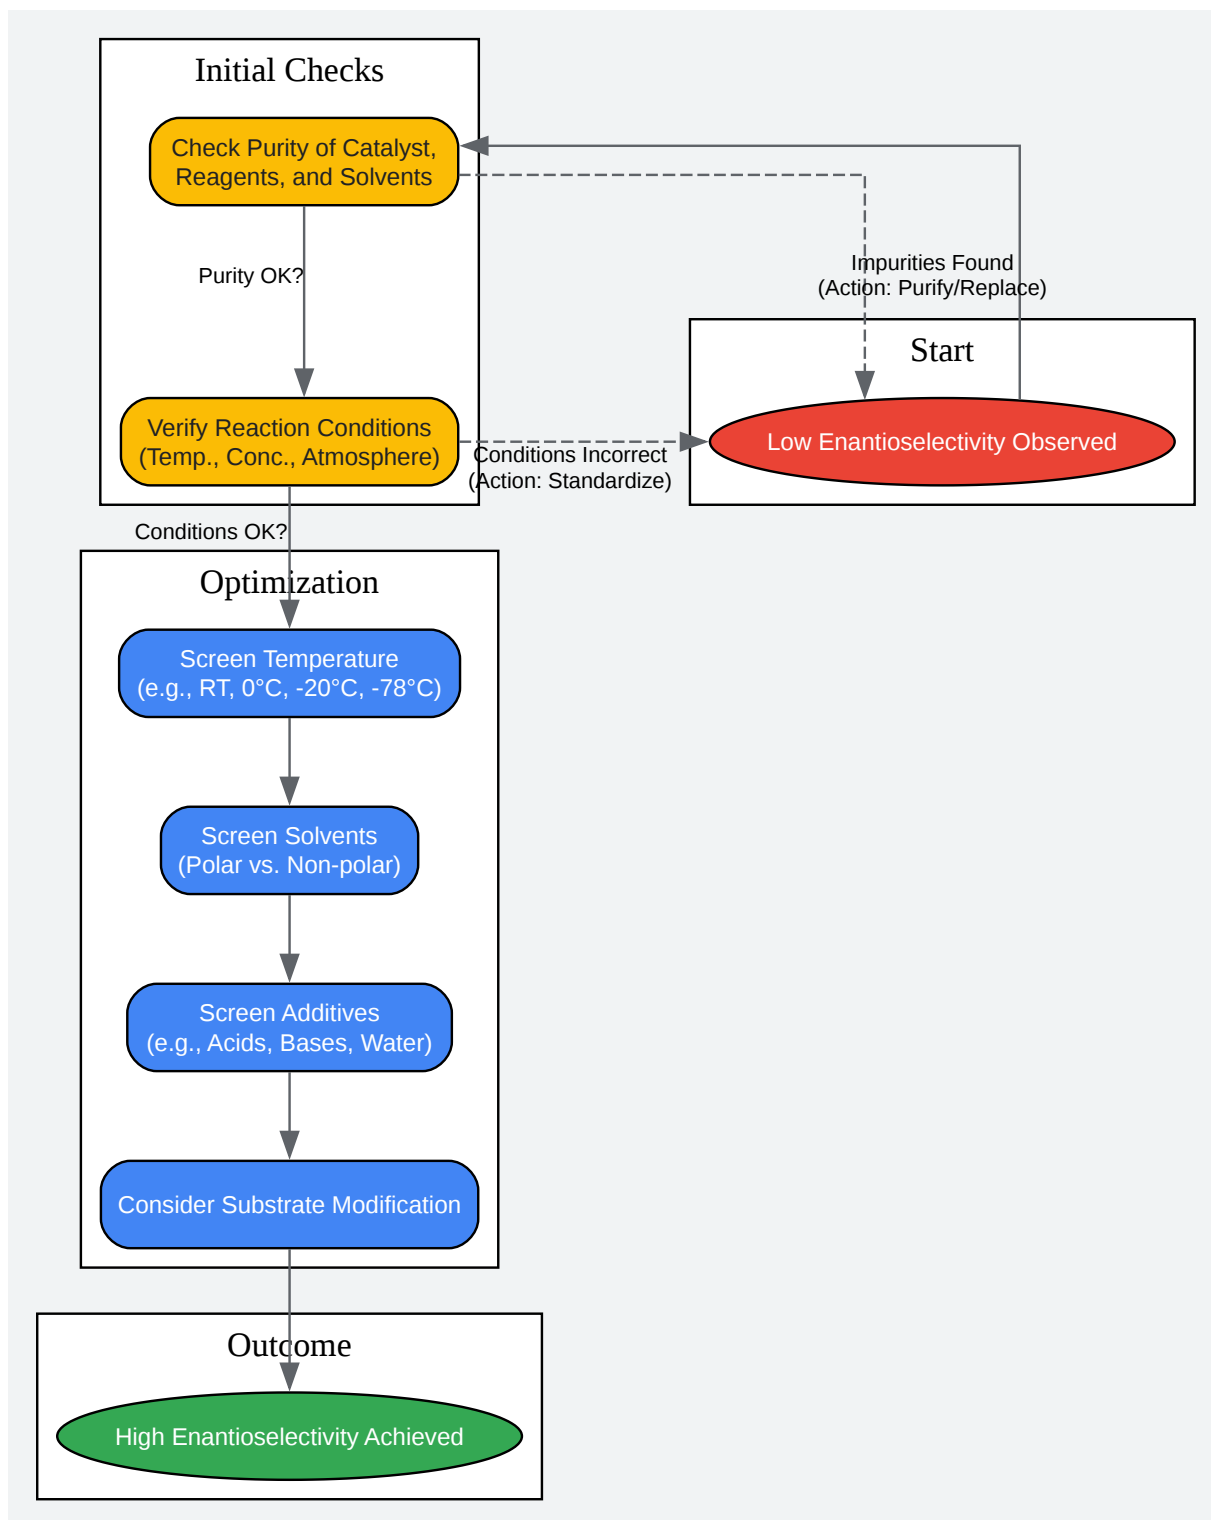 Initial Checks
Check Purity of Catalyst,
Reagents, and Solvents
Purity OK?
Impurities Found
(Action: Purify/Replace)
Start
Verify Reaction Conditions
(Temp., Conc., Atmosphere)
Conditions Incorrect
(Action: Standardize)
Low Enantioselectivity Observed
Conditions OK?
Optimization
Screen Temperature
(e.g., RT, 0°C, -20°C, -78°C)
Screen Solvents
(Polar vs. Non-polar)
Screen Additives
(e.g., Acids, Bases, Water)
Consider Substrate Modification
Outcome
High Enantioselectivity Achieved